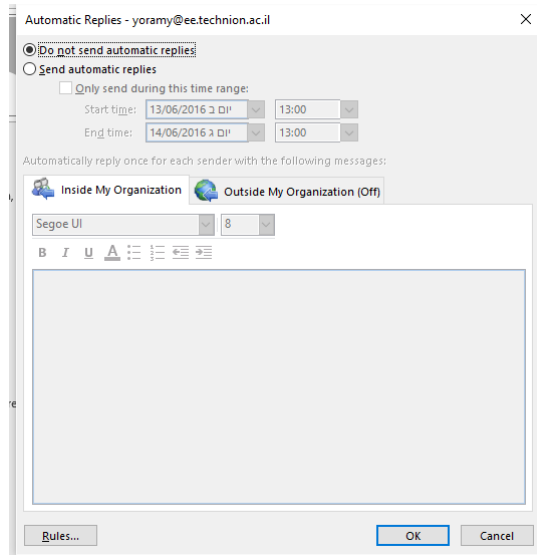 Automatic Replies - yoramy@ee.technion.ac.il
Do not send automatic replies
Send automatic replies
Only send during this time range:
Start time: יום ב 13/06/2016 13:00
End time: יום ג 14/06/2016 13:00
Automatically reply once for each sender with the following messages:
Inside My Organization Outside My Organization (Off)
Segoe UI 8
B I U A
Rules... OK Cancel